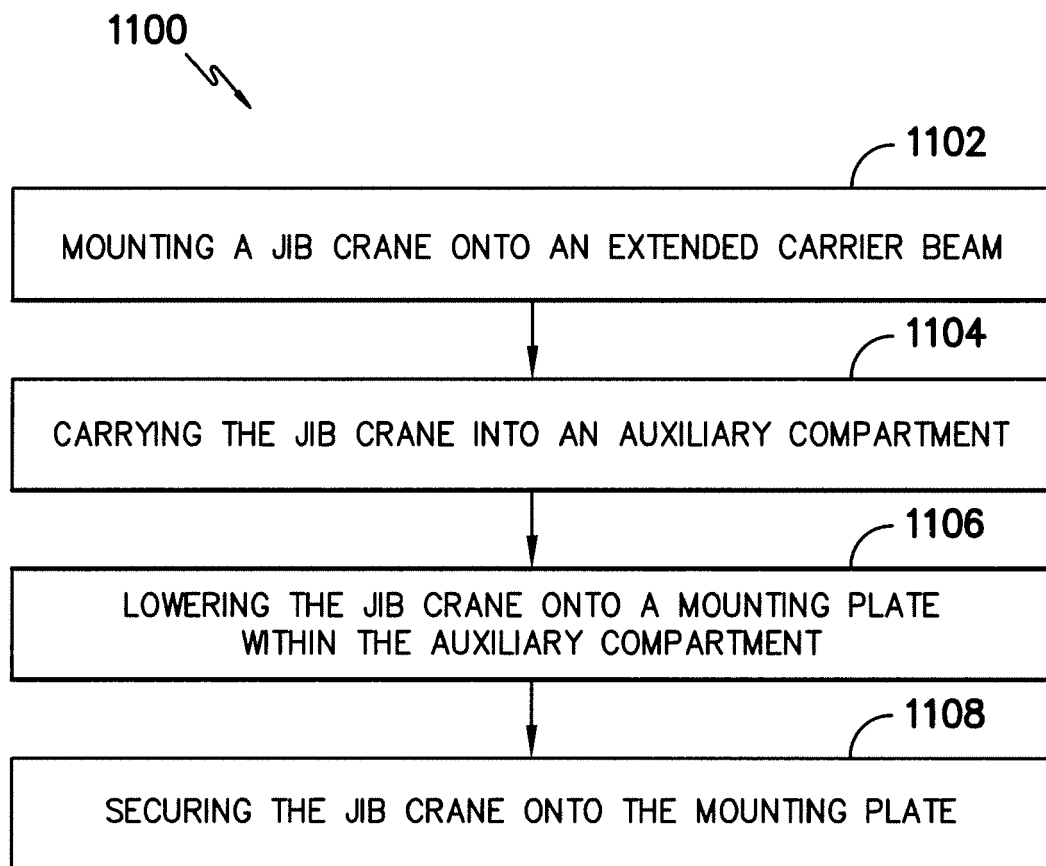 1100
1102
MOUNTING A JIB CRANE ONTO AN EXTENDED CARRIER BEAM
1104
CARRYING THE JIB CRANE INTO AN AUXILIARY COMPARTMENT
1106
LOWERING THE JIB CRANE ONTO A MOUNTING PLATE
WITHIN THE AUXILIARY COMPARTMENT
1108
SECURING THE JIB CRANE ONTO THE MOUNTING PLATE